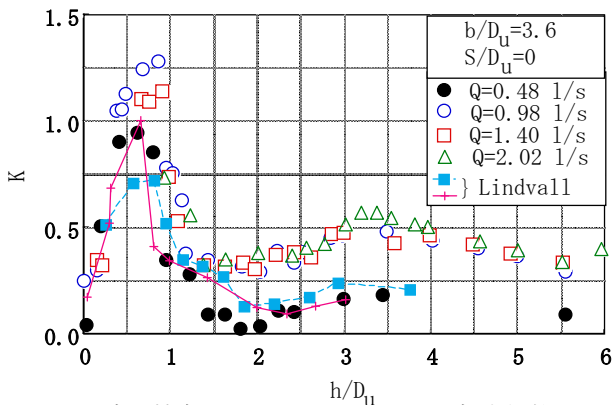 1.5
1.0
0.5
0.0
K
b/Du=3.6
S/Du=0
Q=0.48 l/s
Q=0.98 l/s
Q=1.40 l/s
Q=2.02 l/s
} Lindvall
0 1 2 3 4 5 6
h/Du